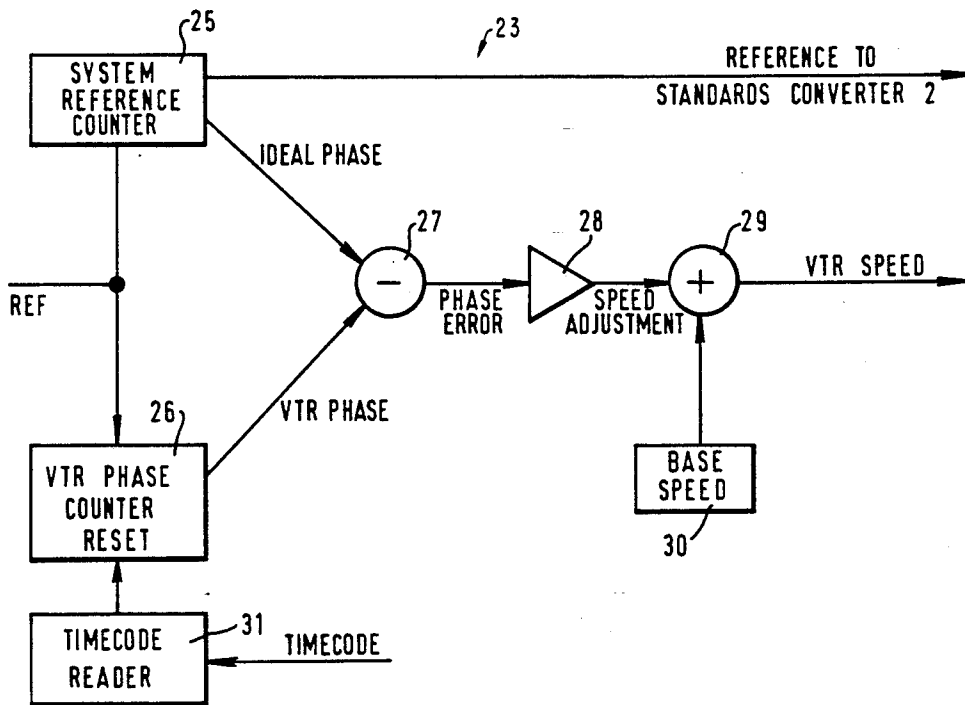 25
23
SYSTEM
REFERENCE
COUNTER
REFERENCE TO
STANDARDS CONVERTER 2
IDEAL PHASE
27
28
29
−
+
VTR SPEED
REF
PHASE
ERROR
SPEED
ADJUSTMENT
VTR PHASE
26
VTR PHASE
COUNTER
RESET
BASE
SPEED
30
31
TIMECODE
READER
TIMECODE